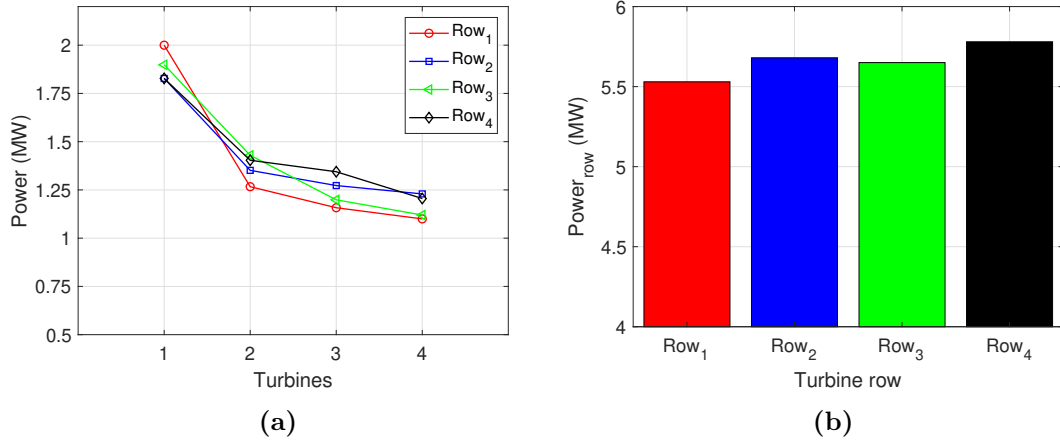 Power (MW)
2
1.75
1.5
1.25
1
0.75
0.5
1 2 3 4
Turbines
Row1
Row2
Row3
Row4
(a)
Powerrow (MW)
6
5.5
5
4.5
4
Row1 Row2 Row3 Row4
Turbine row
(b)